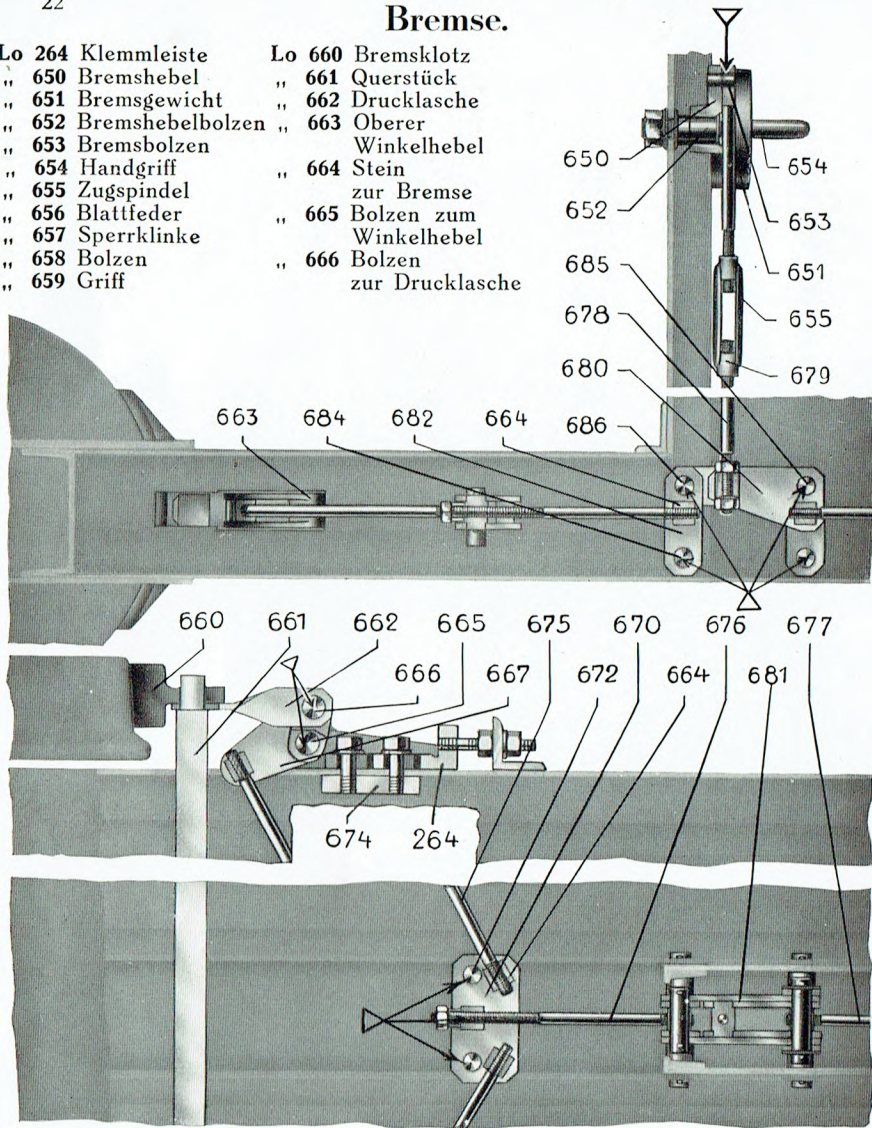 22
Bremse.
Lo 264 Klemmleiste
„ 650 Bremshebel
„ 651 Bremsgewicht
„ 652 Bremshebelbolzen
„ 653 Bremsbolzen
„ 654 Handgriff
„ 655 Zugspindel
„ 656 Blattfeder
„ 657 Sperrklinke
„ 658 Bolzen
„ 659 Griff
Lo 660 Bremsklotz
„ 661 Querstück
„ 662 Drucklasche
„ 663 Oberer
Winkelhebel
„ 664 Stein
zur Bremse
„ 665 Bolzen zum
Winkelhebel
„ 666 Bolzen
zur Drucklasche
650
654
652
653
685
651
678
655
680
679
663 684 682 664 686
660 661 662 665 675 670 676 677
666 667 672 664 681
674 264